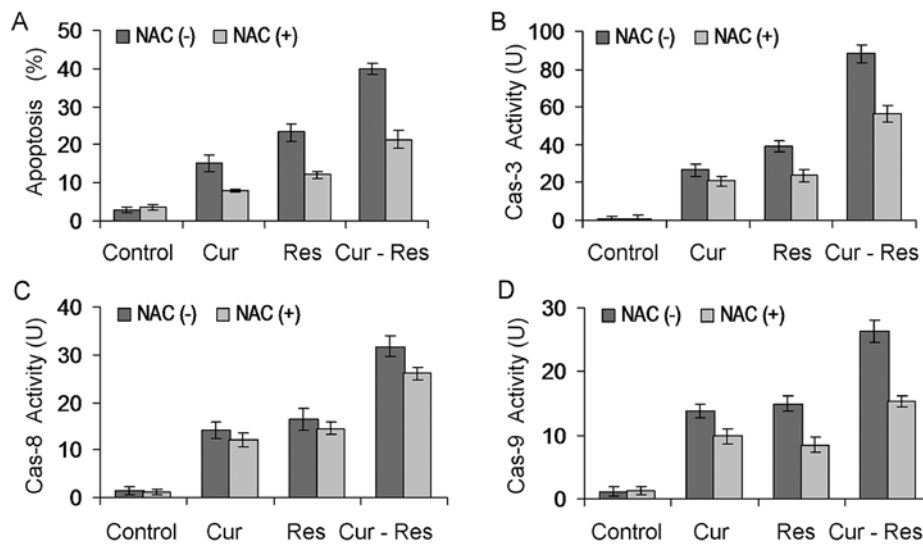 A
NAC (-) NAC (+)
Apoptosis (%)
50
40
30
20
10
0
Control Cur Res Cur - Res
B
NAC (-) NAC (+)
Cas-3 Activity (U)
100
80
60
40
20
0
Control Cur Res Cur - Res
C
NAC (-) NAC (+)
Cas-8 Activity (U)
40
30
20
10
0
Control Cur Res Cur - Res
D
NAC (-) NAC (+)
Cas-9 Activity (U)
30
20
10
0
Control Cur Res Cur - Res